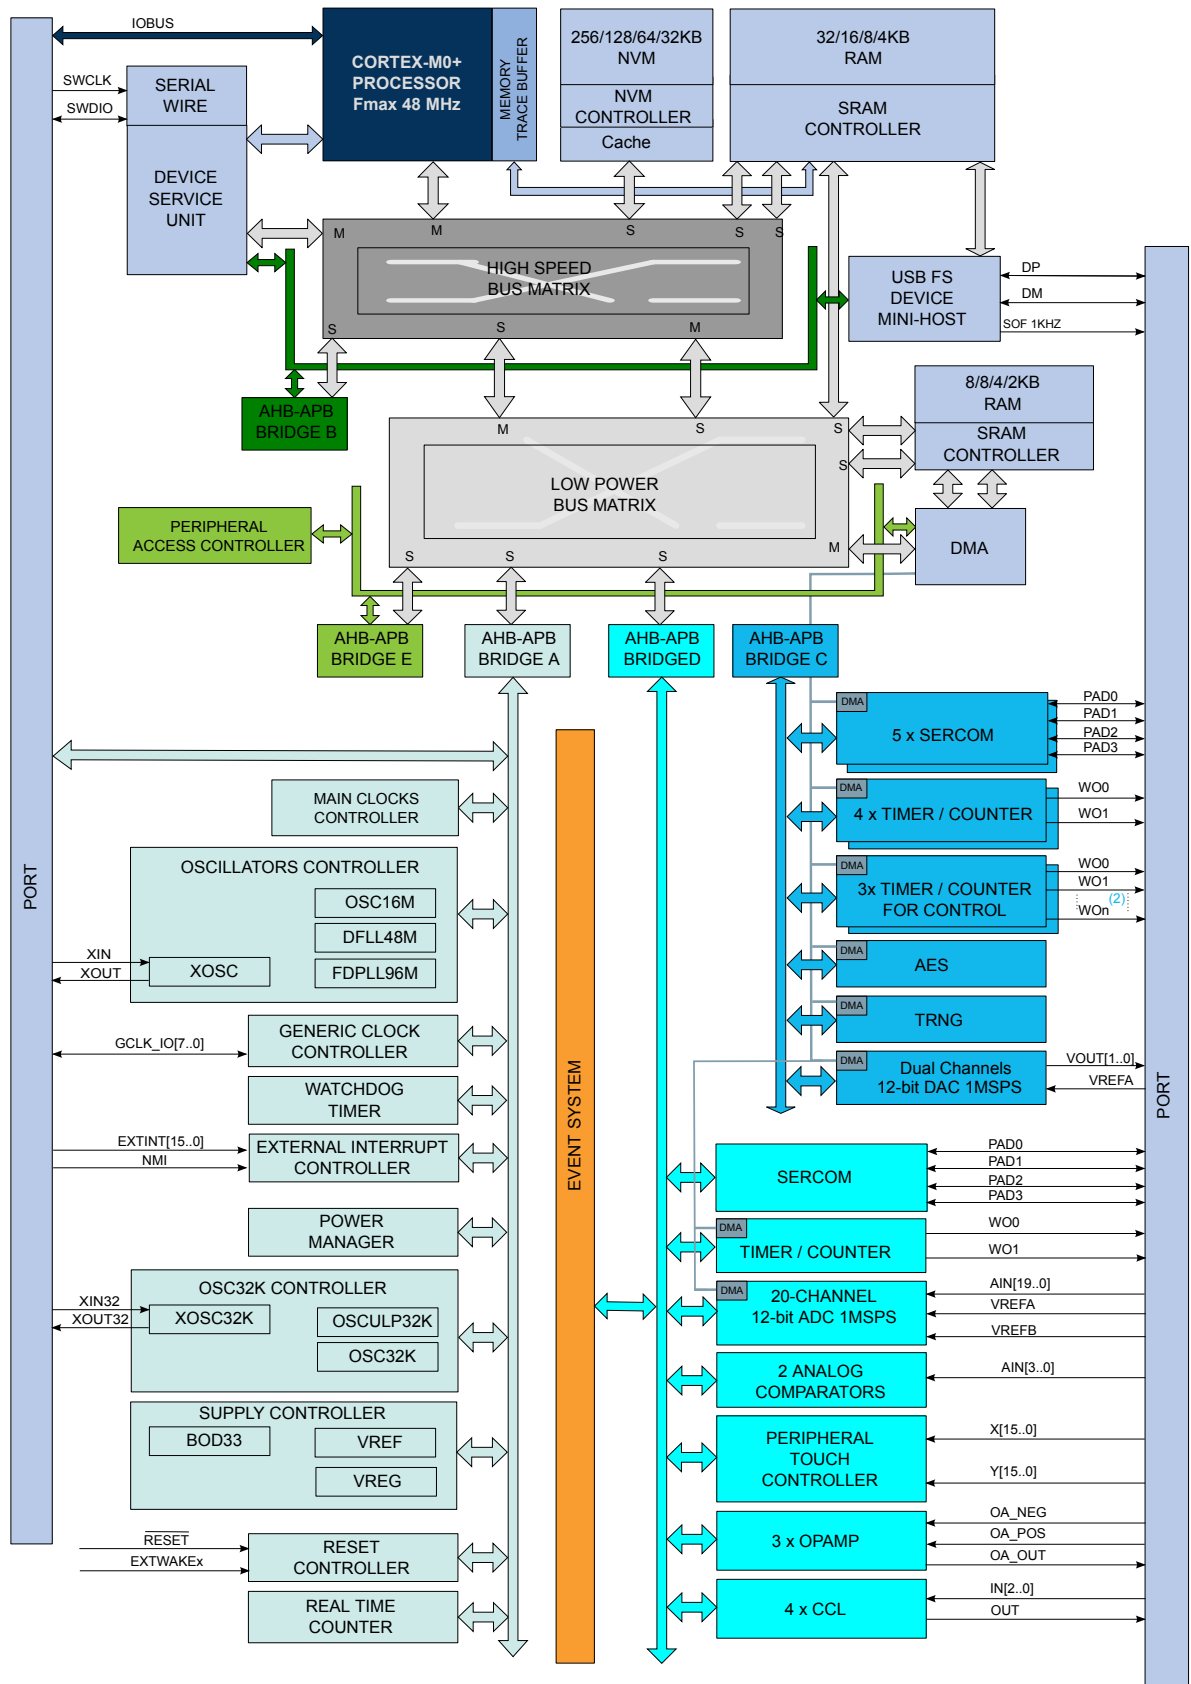 IOBUS
SWCLK
SWDIO
SERIAL
WIRE
DEVICE
SERVICE
UNIT
CORTEX-M0+
PROCESSOR
Fmax 48 MHz
MEMORY
TRACE BUFFER
256/128/64/32KB
NVM
NVM
CONTROLLER
Cache
32/16/8/4KB
RAM
SRAM
CONTROLLER
M
M
S
S
S
HIGH SPEED
BUS MATRIX
S
S
M
USB FS
DEVICE
MINI-HOST
DP
DM
SOF 1KHZ
AHB-APB
BRIDGE B
8/8/4/2KB
RAM
SRAM
CONTROLLER
M
S
S
S
LOW POWER
BUS MATRIX
M
S
S
S
PERIPHERAL
ACCESS CONTROLLER
DMA
AHB-APB
BRIDGE E
AHB-APB
BRIDGE A
AHB-APB
BRIDGED
AHB-APB
BRIDGE C
PORT
MAIN CLOCKS
CONTROLLER
OSCILLATORS CONTROLLER
OSC16M
DFLL48M
XOSC
FDPLL96M
XIN
XOUT
GCLK_IO[7..0]
GENERIC CLOCK
CONTROLLER
WATCHDOG
TIMER
EXTINT[15..0]
NMI
EXTERNAL INTERRUPT
CONTROLLER
POWER
MANAGER
OSC32K CONTROLLER
XIN32
XOUT32
XOSC32K
OSCULP32K
OSC32K
SUPPLY CONTROLLER
BOD33
VREF
VREG
RESET
EXTWAKEx
RESET
CONTROLLER
REAL TIME
COUNTER
EVENT SYSTEM
DMA
5 x SERCOM
PAD0
PAD1
PAD2
PAD3
DMA
4 x TIMER / COUNTER
WO0
WO1
DMA
3x TIMER / COUNTER
FOR CONTROL
WO0
WO1
(2)
WOn
DMA
AES
DMA
TRNG
DMA
Dual Channels
12-bit DAC 1MSPS
VOUT[1..0]
VREFA
PORT
SERCOM
PAD0
PAD1
PAD2
PAD3
DMA
TIMER / COUNTER
WO0
WO1
DMA
20-CHANNEL
12-bit ADC 1MSPS
AIN[19..0]
VREFA
VREFB
2 ANALOG
COMPARATORS
AIN[3..0]
PERIPHERAL
TOUCH
CONTROLLER
X[15..0]
Y[15..0]
3 x OPAMP
OA_NEG
OA_POS
OA_OUT
4 x CCL
IN[2..0]
OUT